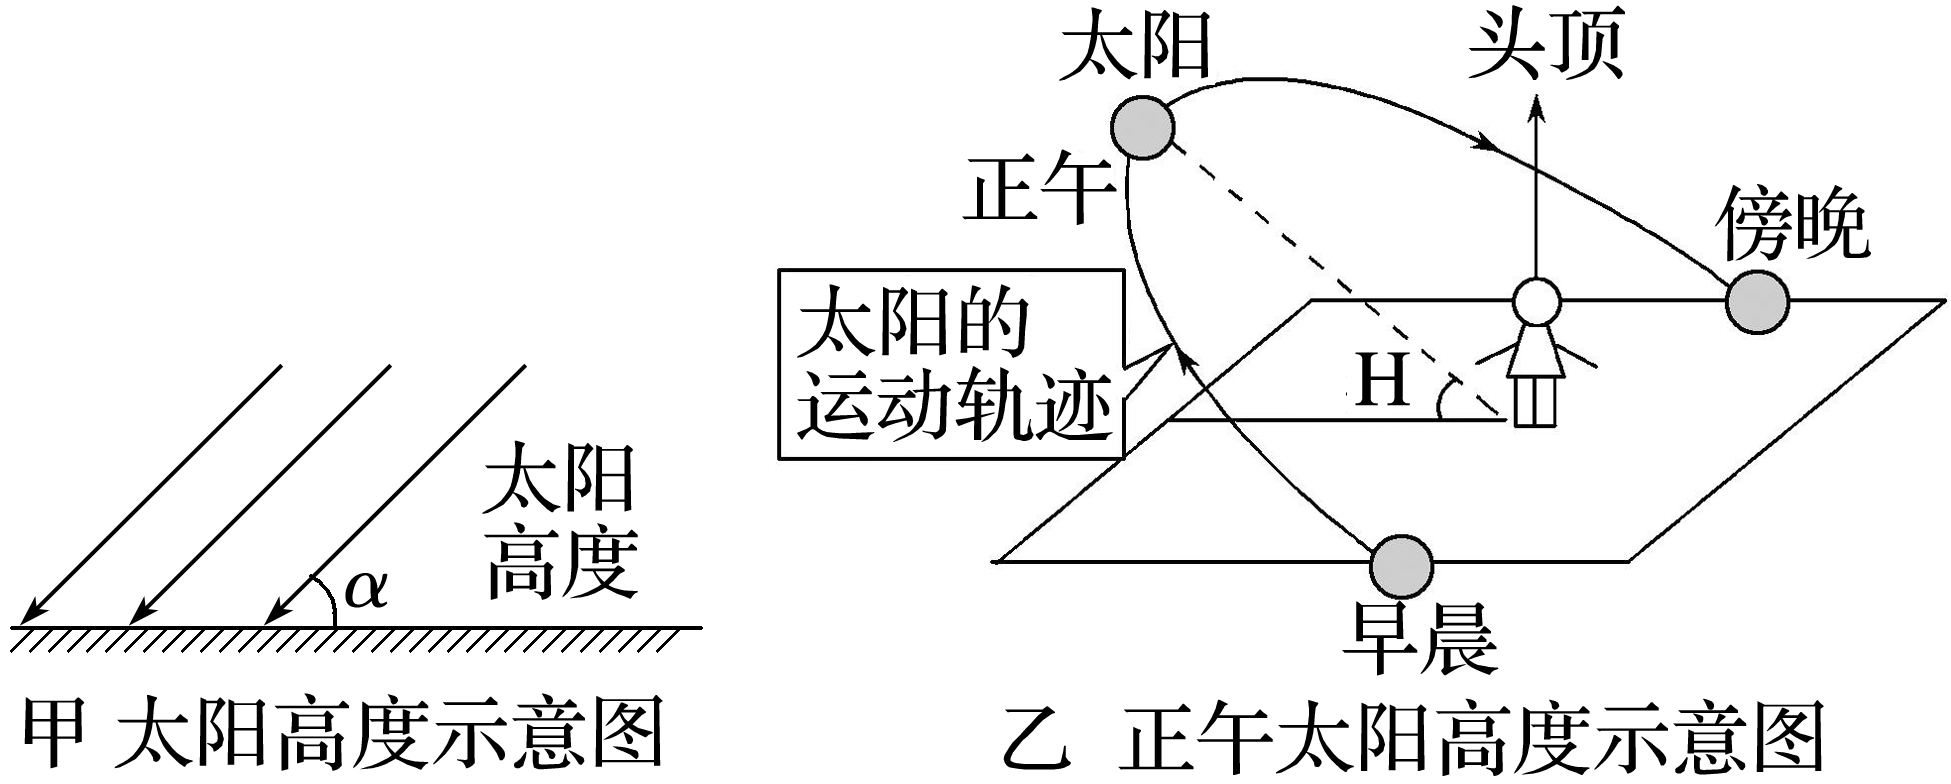 太阳
高度
α
甲 太阳高度示意图
太阳
头顶
正午
傍晚
太阳的
运动轨迹
H
早晨
乙 正午太阳高度示意图